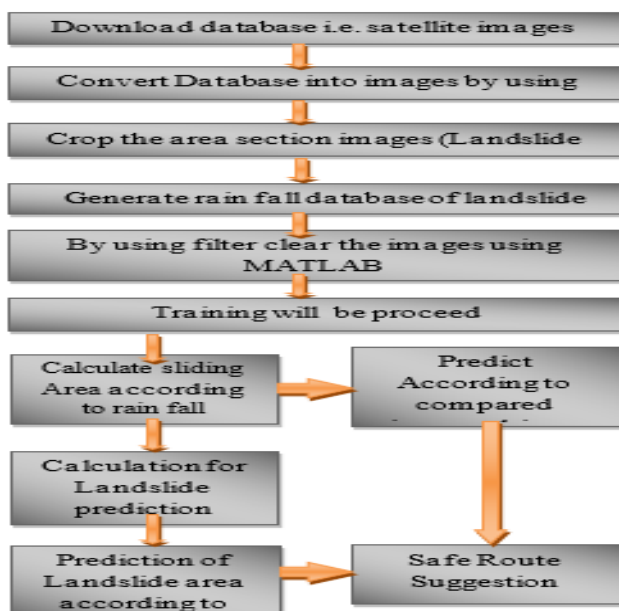 Download database i.e. satellite images
Convert Database into images by using
Crop the area section images (Landslide
Generate rain fall database of landslide
By using filter clear the images using
MATLAB
Training will be proceed
Calculate sliding
Area according
to rain fall
Predict
According to
compared
Calculation for
Landslide
prediction
Prediction of
Landslide area
according to
Safe Route
Suggestion